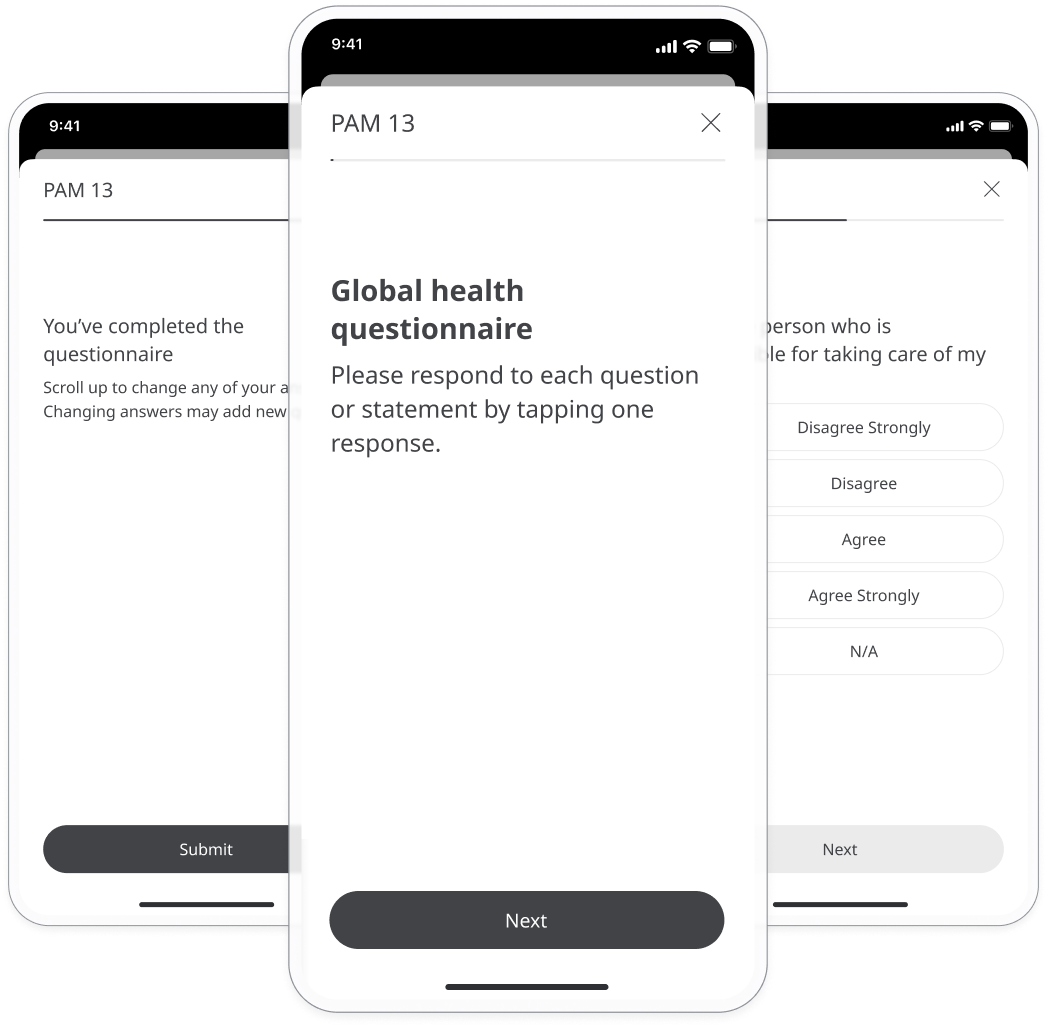 9:41
PAM 13
You’ve completed the
questionnaire
Scroll up to change any of your
Changing answers may add new
Submit
9:41
PAM 13
Global health
questionnaire
Please respond to each question
or statement by tapping one
response.
Next
person who is
for taking care of my
Disagree Strongly
Disagree
Agree
Agree Strongly
N/A
Next